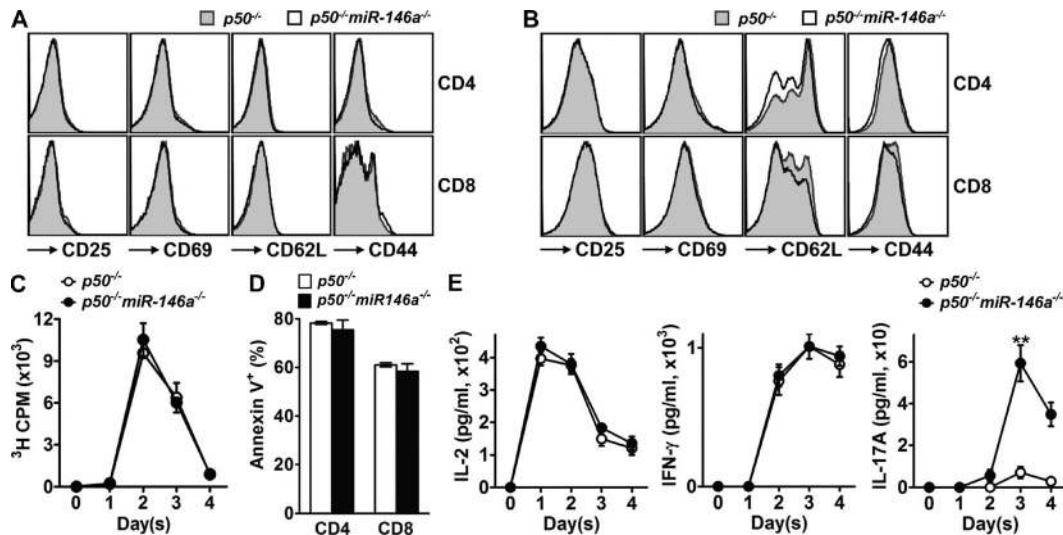 A
p50-/-
p50-/-miR-146a-/-
CD4
CD8
→CD25
→CD69
→CD62L
→CD44
B
p50-/-
p50-/-miR-146a-/-
CD4
CD8
→CD25
→CD69
→CD62L
→CD44
C
p50-/-
p50-/-miR-146a-/-
3H CPM (x10³)
12
9
6
3
0
0 1 2 3 4
Day(s)
D
p50-/-
p50-/-miR146a-/-
Annexin V+ (%)
80
60
40
20
0
CD4 CD8
E
p50-/-
p50-/-miR-146a-/-
IL-2 (pg/ml, x10²)
4
2
0
0 1 2 3 4
Day(s)
IFN-γ (pg/ml, x10³)
1
0
0 1 2 3 4
Day(s)
IL-17A (pg/ml, x10)
6
4
2
0
**
0 1 2 3 4
Day(s)